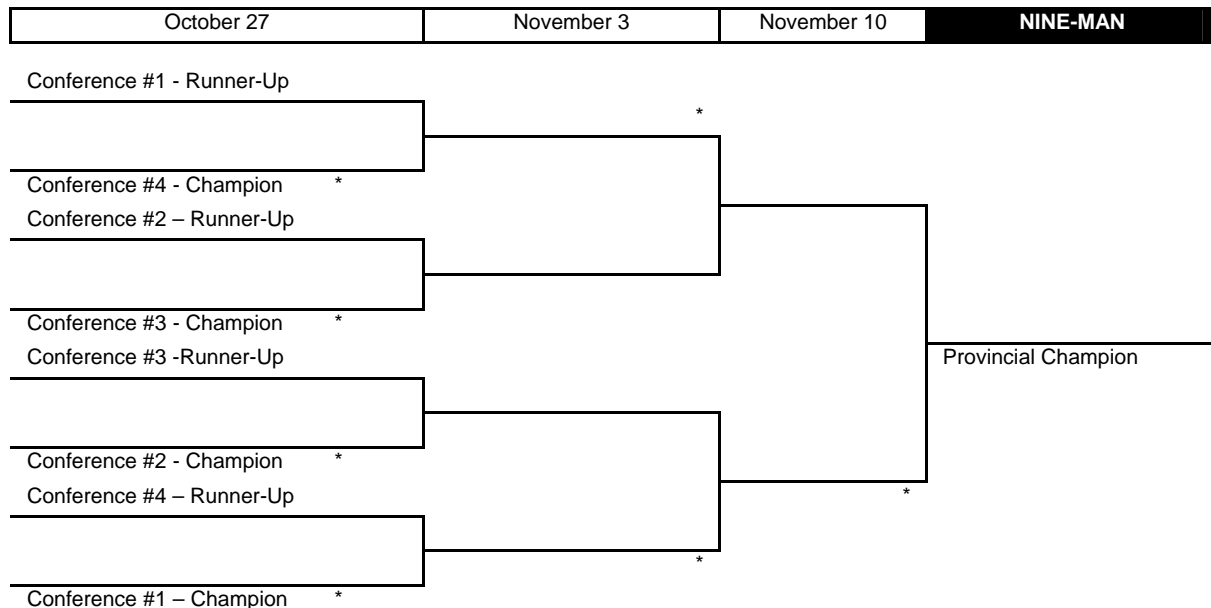 October 27 November 3 November 10 NINE-MAN
Conference #1 - Runner-Up
*
Conference #4 - Champion *
Conference #2 – Runner-Up
Conference #3 - Champion *
Conference #3 -Runner-Up Provincial Champion
Conference #2 - Champion *
Conference #4 – Runner-Up *
*
Conference #1 – Champion *